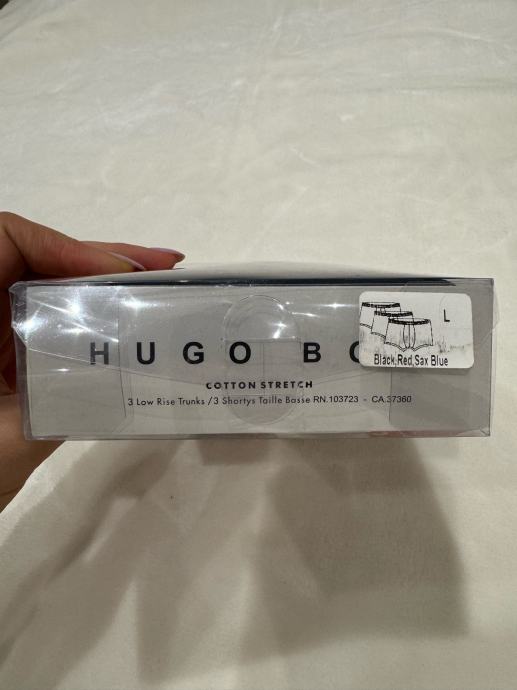 HUGO BO
L
Black,Red,Sax Blue
COTTON STRETCH
3 Low Rise Trunks /3 Shortys Taille Basse RN.103723 - CA.37360